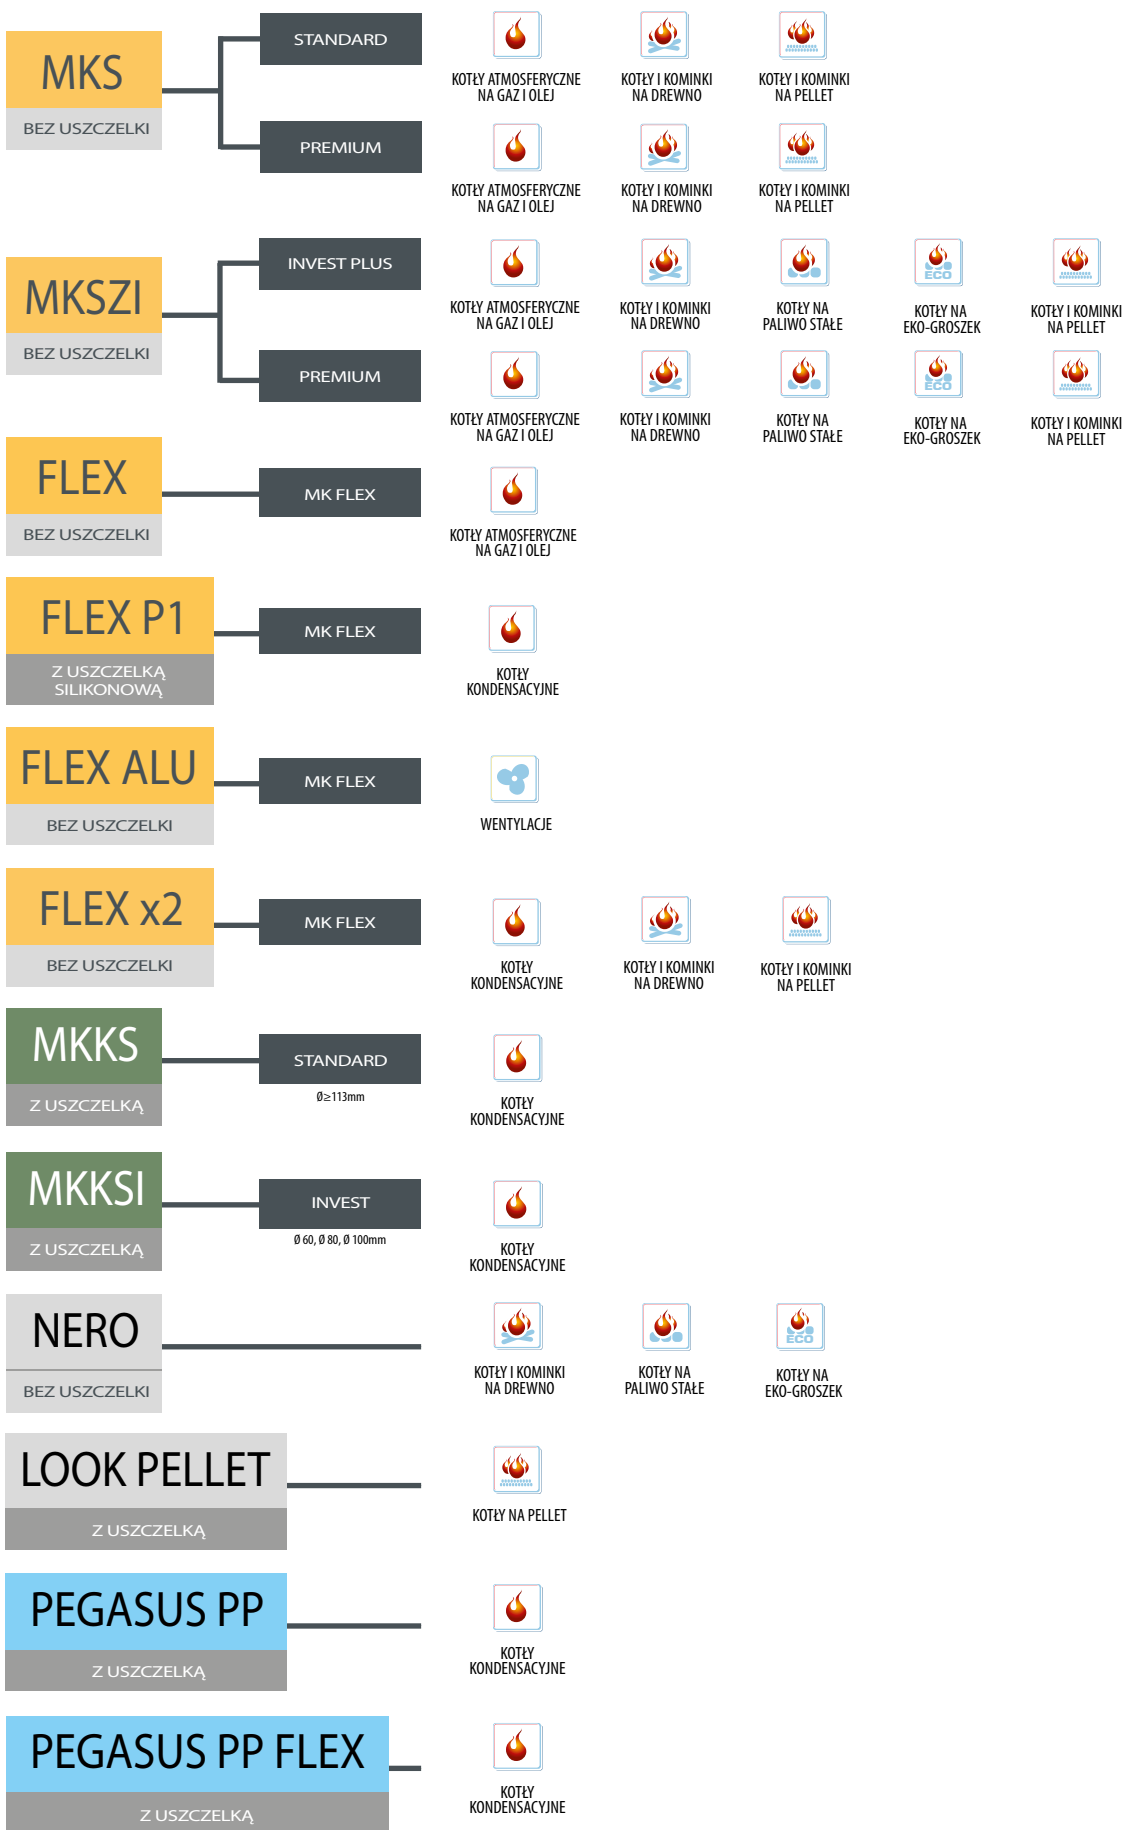 MKS
BEZ USZCZELKI
STANDARD
KOTŁY ATMOSFERYCZNE
NA GAZ I OLEJ
KOTŁY I KOMINKI
NA DREWNO
KOTŁY I KOMINKI
NA PELLET
PREMIUM
KOTŁY ATMOSFERYCZNE
NA GAZ I OLEJ
KOTŁY I KOMINKI
NA DREWNO
KOTŁY I KOMINKI
NA PELLET
MKSZI
BEZ USZCZELKI
INVEST PLUS
KOTŁY ATMOSFERYCZNE
NA GAZ I OLEJ
KOTŁY I KOMINKI
NA DREWNO
KOTŁY NA
PALIWO STAŁE
ECO
KOTŁY NA
EKO-GROSZEK
KOTŁY I KOMINKI
NA PELLET
PREMIUM
KOTŁY ATMOSFERYCZNE
NA GAZ I OLEJ
KOTŁY I KOMINKI
NA DREWNO
KOTŁY NA
PALIWO STAŁE
ECO
KOTŁY NA
EKO-GROSZEK
KOTŁY I KOMINKI
NA PELLET
FLEX
BEZ USZCZELKI
MK FLEX
KOTŁY ATMOSFERYCZNE
NA GAZ I OLEJ
FLEX P1
Z USZCZELKĄ
SILIKONOWĄ
MK FLEX
KOTŁY
KONDENSACYJNE
FLEX ALU
BEZ USZCZELKI
MK FLEX
WENTYLACJE
FLEX x2
BEZ USZCZELKI
MK FLEX
KOTŁY
KONDENSACYJNE
KOTŁY I KOMINKI
NA DREWNO
KOTŁY I KOMINKI
NA PELLET
MKKS
Z USZCZELKĄ
STANDARD
Ø≥113mm
KOTŁY
KONDENSACYJNE
MKKSI
Z USZCZELKĄ
INVEST
Ø 60, Ø 80, Ø 100mm
KOTŁY
KONDENSACYJNE
NERO
BEZ USZCZELKI
KOTŁY I KOMINKI
NA DREWNO
KOTŁY NA
PALIWO STAŁE
ECO
KOTŁY NA
EKO-GROSZEK
LOOK PELLET
Z USZCZELKĄ
KOTŁY NA PELLET
PEGASUS PP
Z USZCZELKĄ
KOTŁY
KONDENSACYJNE
PEGASUS PP FLEX
Z USZCZELKĄ
KOTŁY
KONDENSACYJNE